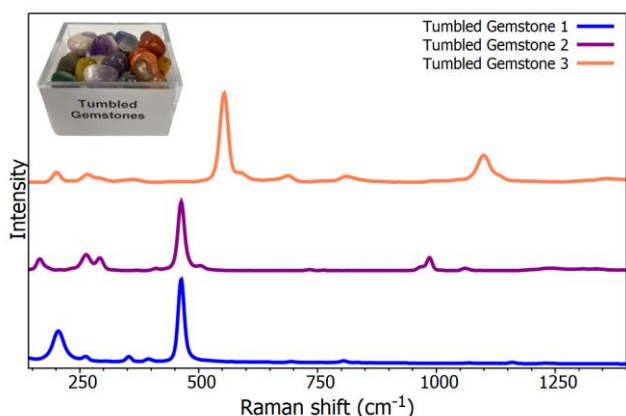 Tumbled Gemstone 1
Tumbled Gemstone 2
Tumbled Gemstone 3
Tumbled
Gemstones
Intensity
250
500
750
1000
1250
Raman shift (cm⁻¹)